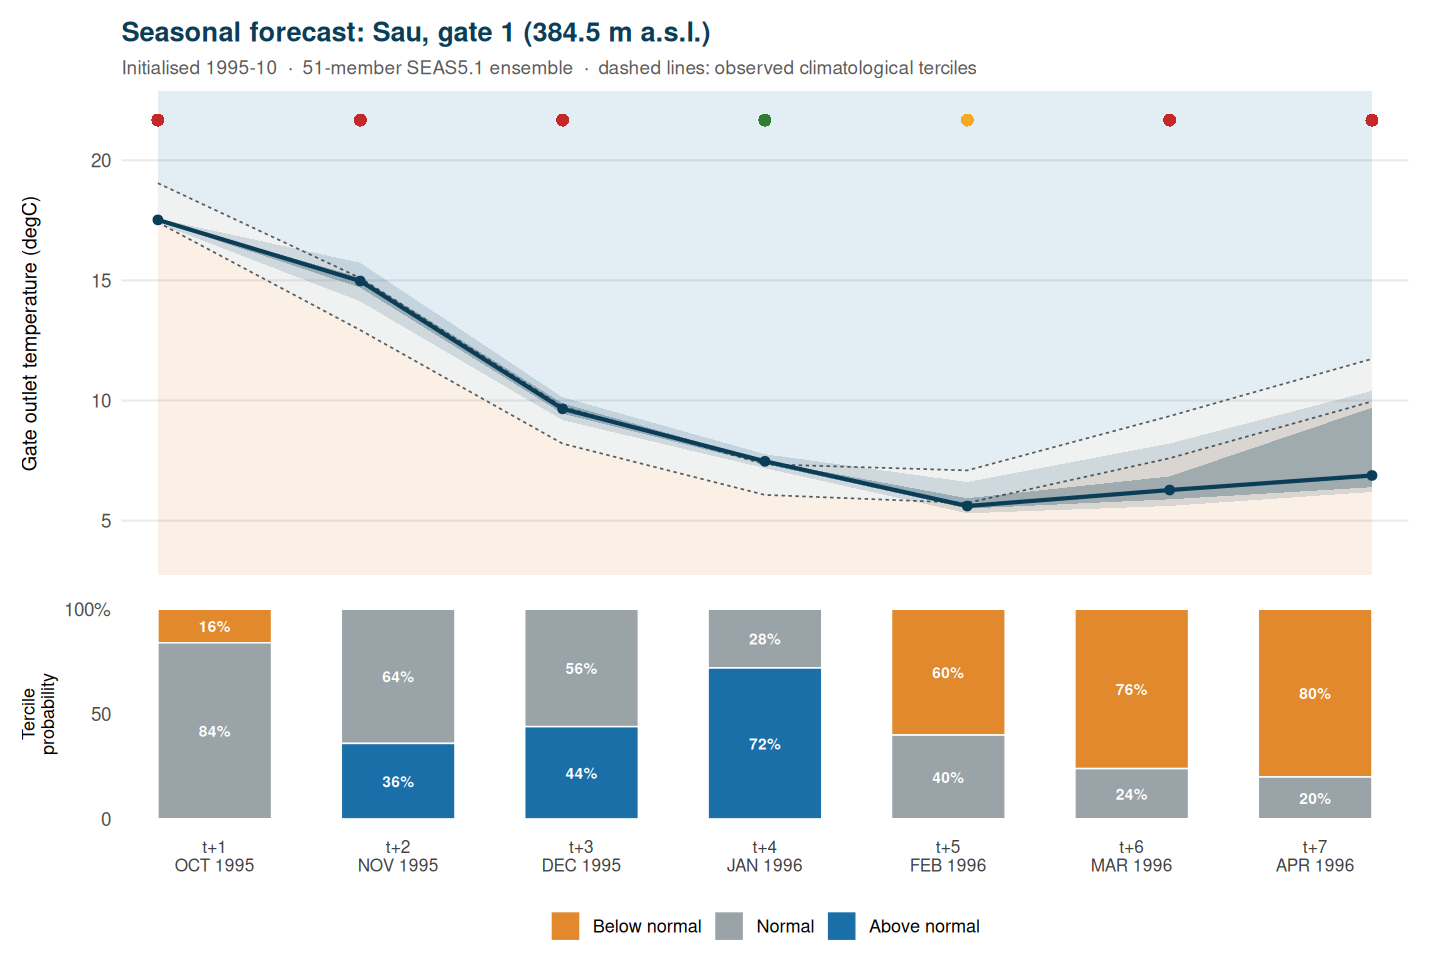 Seasonal forecast: Sau, gate 1 (384.5 m a.s.l.)
Initialised 1995-10 · 51-member SEAS5.1 ensemble · dashed lines: observed climatological terciles
Gate outlet temperature (degC)
20
15
10
5
Tercile
probability
100%
50
0
16%
84%
64%
36%
56%
44%
28%
72%
60%
40%
76%
24%
80%
20%
t+1
OCT 1995
t+2
NOV 1995
t+3
DEC 1995
t+4
JAN 1996
t+5
FEB 1996
t+6
MAR 1996
t+7
APR 1996
Below normal
Normal
Above normal